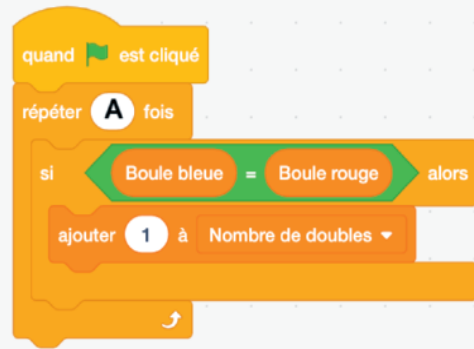 quand est cliqué
répéter A fois
si Boule bleue = Boule rouge alors
ajouter 1 à Nombre de doubles